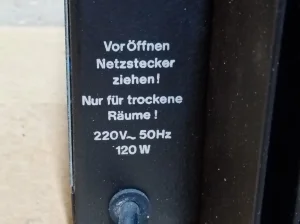 Vor Öffnen
Netzstecker
ziehen!
Nur für trockene
Räume!
220V~ 50Hz
120 W